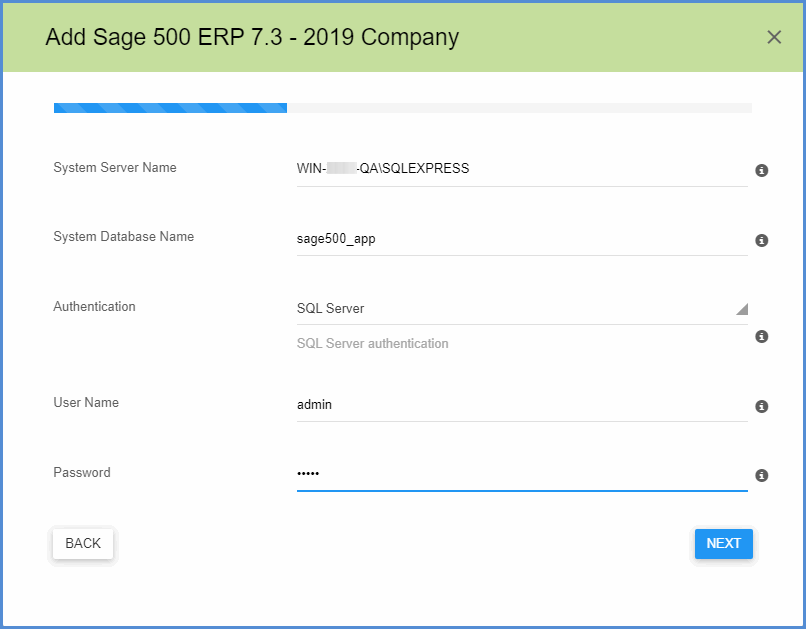 Add Sage 500 ERP 7.3 - 2019 Company
System Server Name
WIN- -QA\SQLEXPRESS
System Database Name
sage500_app
Authentication
SQL Server
SQL Server authentication
User Name
admin
Password
•••••
BACK
NEXT